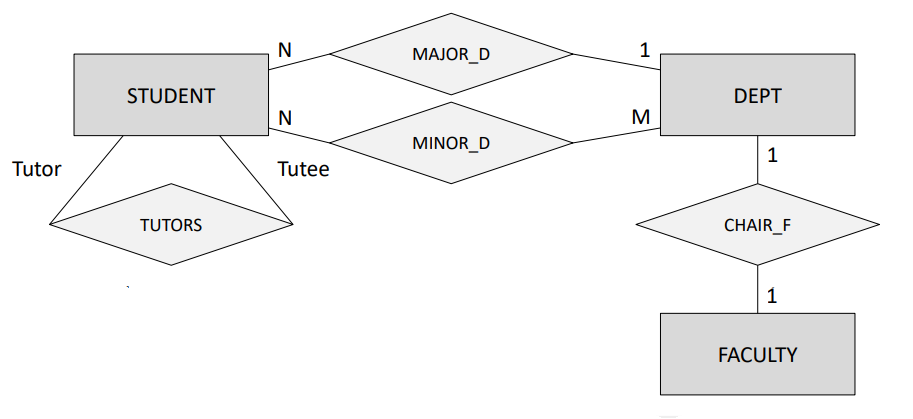 N
MAJOR_D
1
STUDENT
DEPT
N
MINOR_D
M
Tutor
Tutee
1
TUTORS
CHAIR_F
1
FACULTY